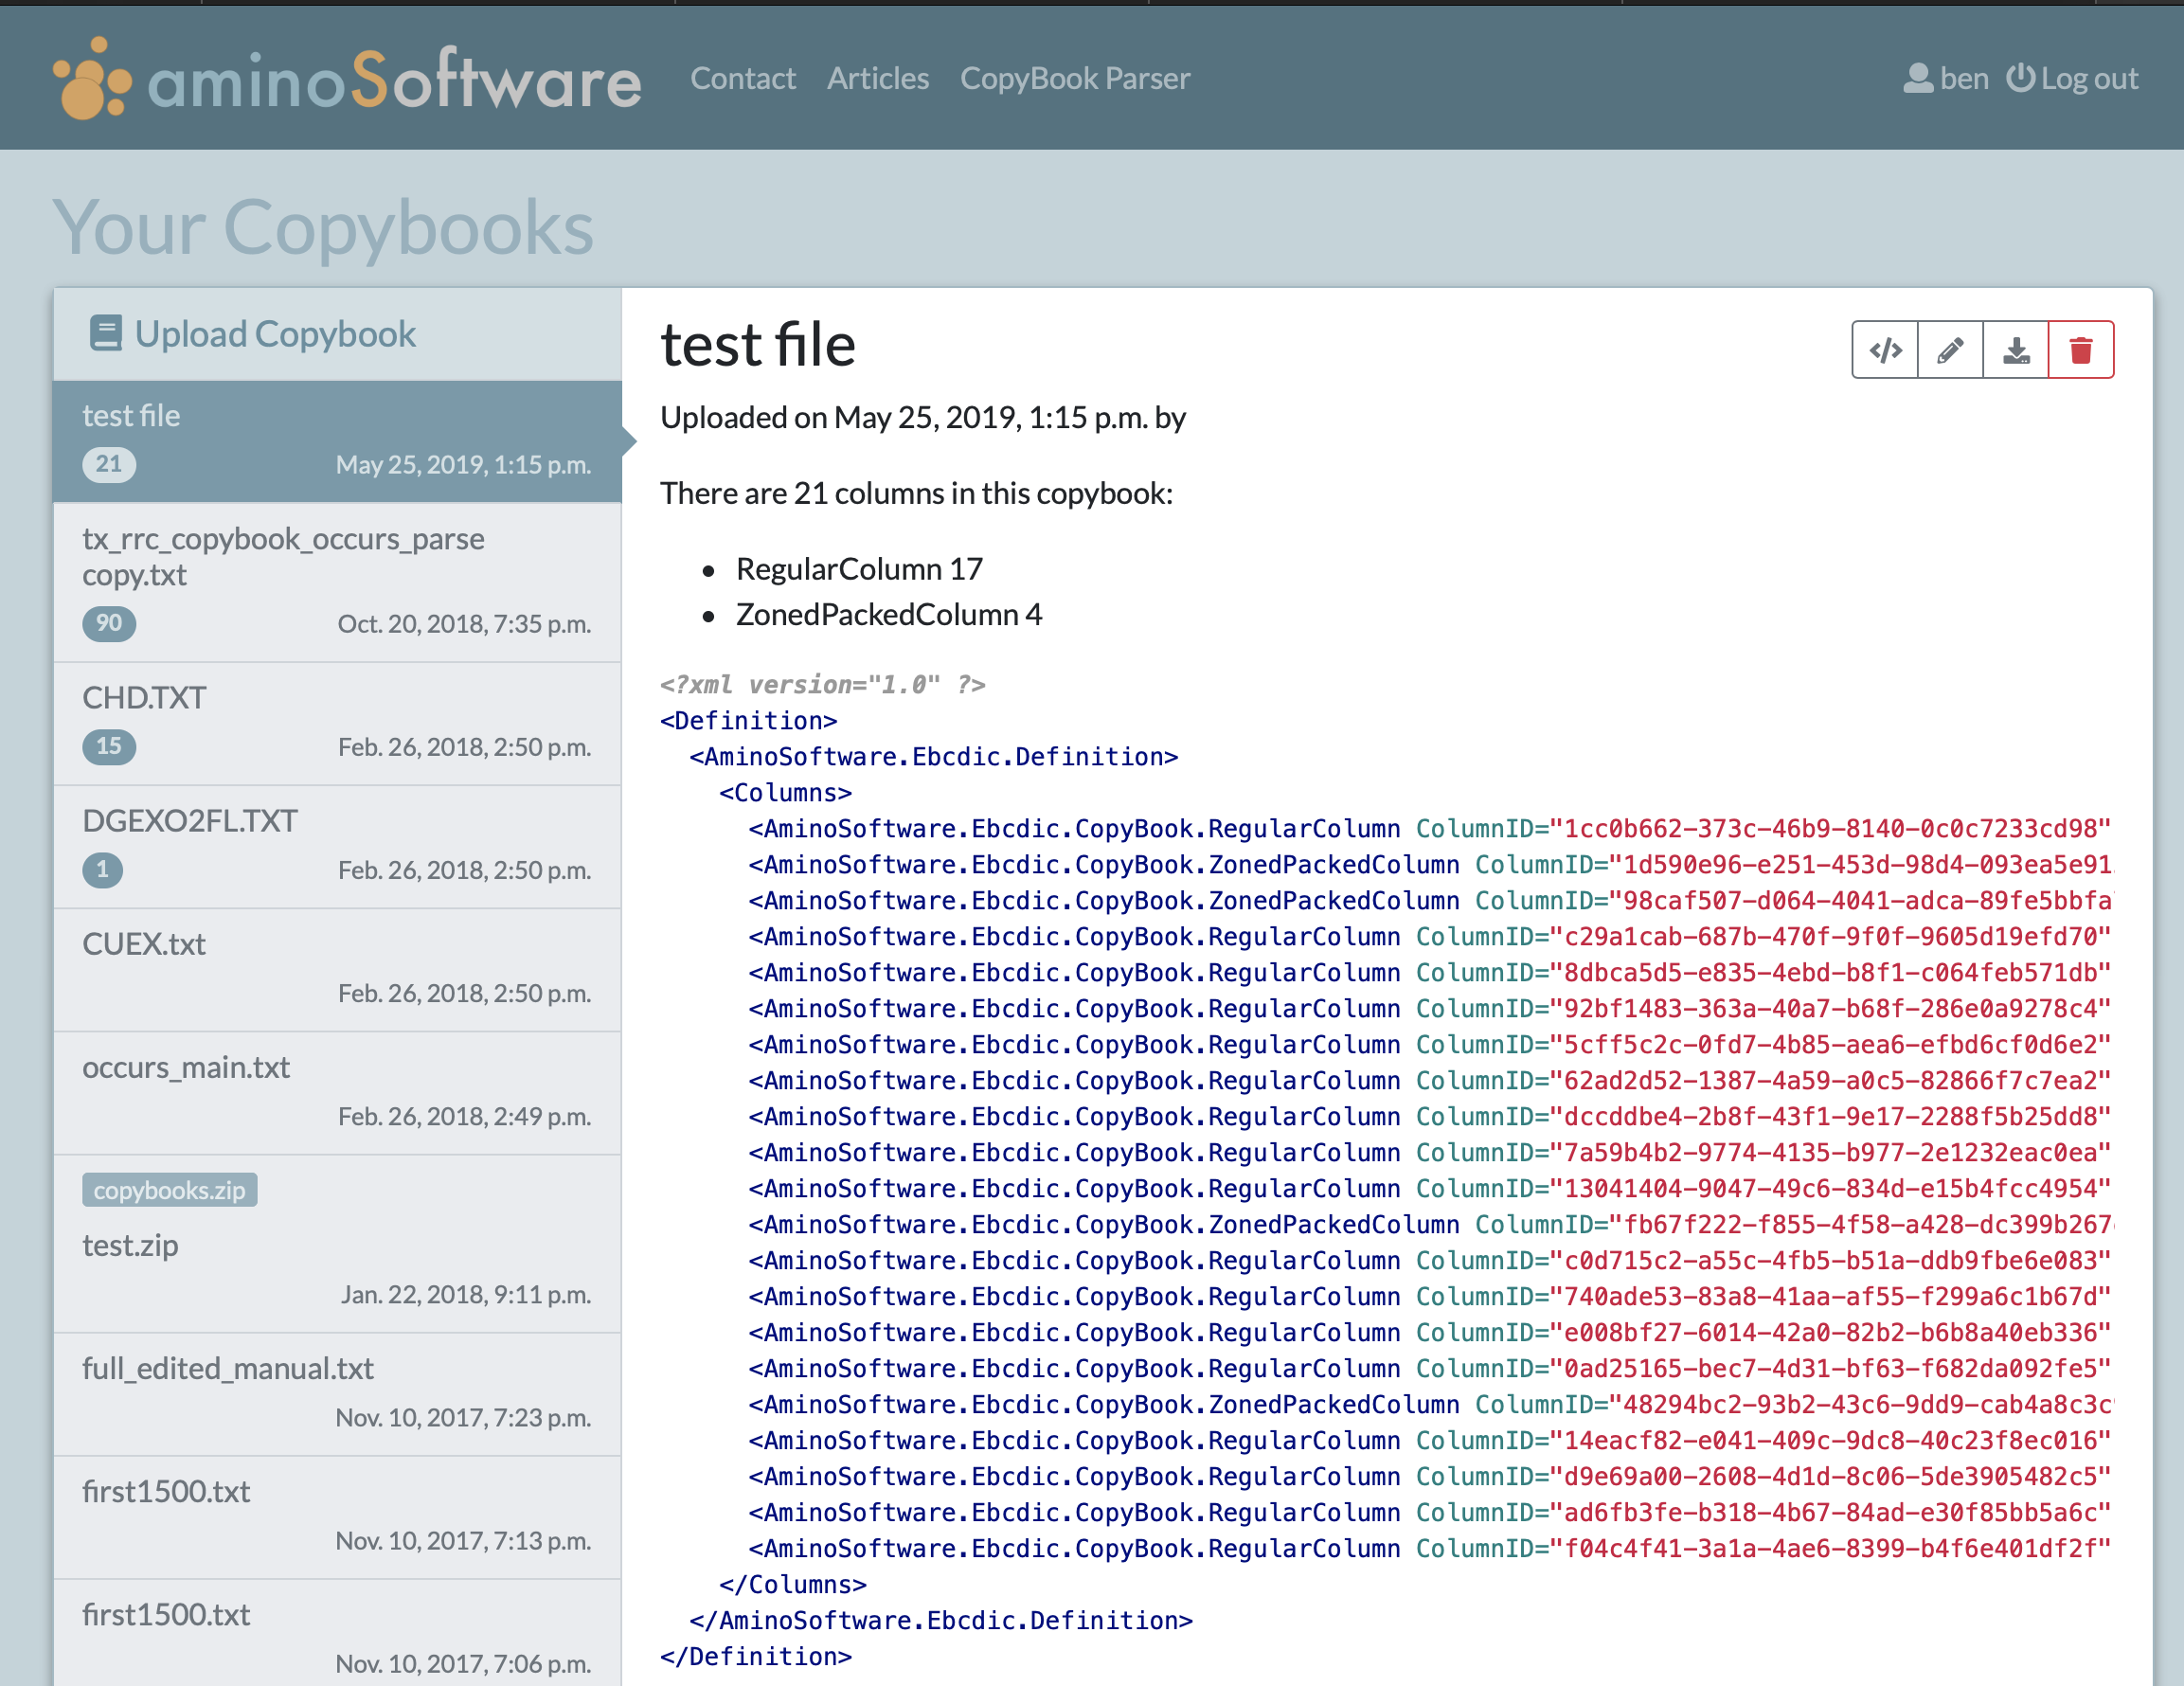 aminoSoftware Contact Articles CopyBook Parser ben Log out
Your Copybooks
Upload Copybook
test file
21 May 25, 2019, 1:15 p.m.
tx_rrc_copybook_occurs_parse
copy.txt
90 Oct. 20, 2018, 7:35 p.m.
CHD.TXT
15 Feb. 26, 2018, 2:50 p.m.
DGEXO2FL.TXT
1 Feb. 26, 2018, 2:50 p.m.
CUEX.txt
Feb. 26, 2018, 2:50 p.m.
occurs_main.txt
Feb. 26, 2018, 2:49 p.m.
copybooks.zip
test.zip
Jan. 22, 2018, 9:11 p.m.
full_edited_manual.txt
Nov. 10, 2017, 7:23 p.m.
first1500.txt
Nov. 10, 2017, 7:13 p.m.
first1500.txt
Nov. 10, 2017, 7:06 p.m.
test file
Uploaded on May 25, 2019, 1:15 p.m. by
There are 21 columns in this copybook:
• RegularColumn 17
• ZonedPackedColumn 4
<?xml version="1.0" ?>
<Definition>
<AminoSoftware.Ebcdic.Definition>
<Columns>
<AminoSoftware.Ebcdic.CopyBook.RegularColumn ColumnID="1cc0b662-373c-46b9-8140-0c0c7233cd98"
<AminoSoftware.Ebcdic.CopyBook.ZonedPackedColumn ColumnID="1d590e96-e251-453d-98d4-093ea5e91
<AminoSoftware.Ebcdic.CopyBook.ZonedPackedColumn ColumnID="98caf507-d064-4041-adca-89fe5bbfa
<AminoSoftware.Ebcdic.CopyBook.RegularColumn ColumnID="c29a1cab-687b-470f-9f0f-9605d19efd70"
<AminoSoftware.Ebcdic.CopyBook.RegularColumn ColumnID="8dbca5d5-e835-4ebd-b8f1-c064feb571db"
<AminoSoftware.Ebcdic.CopyBook.RegularColumn ColumnID="92bf1483-363a-40a7-b68f-286e0a9278c4"
<AminoSoftware.Ebcdic.CopyBook.RegularColumn ColumnID="5cff5c2c-0fd7-4b85-aea6-efbd6cf0d6e2"
<AminoSoftware.Ebcdic.CopyBook.RegularColumn ColumnID="62ad2d52-1387-4a59-a0c5-82866f7c7ea2"
<AminoSoftware.Ebcdic.CopyBook.RegularColumn ColumnID="dccddbe4-2b8f-43f1-9e17-2288f5b25dd8"
<AminoSoftware.Ebcdic.CopyBook.RegularColumn ColumnID="7a59b4b2-9774-4135-b977-2e1232eac0ea"
<AminoSoftware.Ebcdic.CopyBook.RegularColumn ColumnID="13041404-9047-49c6-834d-e15b4fcc4954"
<AminoSoftware.Ebcdic.CopyBook.ZonedPackedColumn ColumnID="fb67f222-f855-4f58-a428-dc399b267
<AminoSoftware.Ebcdic.CopyBook.RegularColumn ColumnID="c0d715c2-a55c-4fb5-b51a-ddb9fbe6e083"
<AminoSoftware.Ebcdic.CopyBook.RegularColumn ColumnID="740ade53-83a8-41aa-af55-f299a6c1b67d"
<AminoSoftware.Ebcdic.CopyBook.RegularColumn ColumnID="e008bf27-6014-42a0-82b2-b6b8a40eb336"
<AminoSoftware.Ebcdic.CopyBook.RegularColumn ColumnID="0ad25165-bec7-4d31-bf63-f682da092fe5"
<AminoSoftware.Ebcdic.CopyBook.ZonedPackedColumn ColumnID="48294bc2-93b2-43c6-9dd9-cab4a8c3c
<AminoSoftware.Ebcdic.CopyBook.RegularColumn ColumnID="14eacf82-e041-409c-9dc8-40c23f8ec016"
<AminoSoftware.Ebcdic.CopyBook.RegularColumn ColumnID="d9e69a00-2608-4d1d-8c06-5de3905482c5"
<AminoSoftware.Ebcdic.CopyBook.RegularColumn ColumnID="ad6fb3fe-b318-4b67-84ad-e30f85bb5a6c"
<AminoSoftware.Ebcdic.CopyBook.RegularColumn ColumnID="f04c4f41-3a1a-4ae6-8399-b4f6e401df2f"
</Columns>
</AminoSoftware.Ebcdic.Definition>
</Definition>